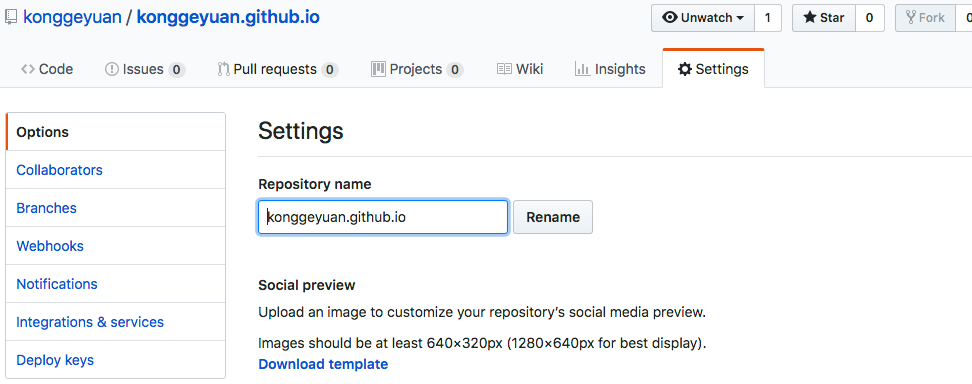 konggeyuan / konggeyuan.github.io
Unwatch 1 Star 0 Fork 0
Code Issues 0 Pull requests 0 Projects 0 Wiki Insights Settings
Options
Collaborators
Branches
Webhooks
Notifications
Integrations & services
Deploy keys
Settings
Repository name
konggeyuan.github.io Rename
Social preview
Upload an image to customize your repository’s social media preview.
Images should be at least 640×320px (1280×640px for best display).
Download template